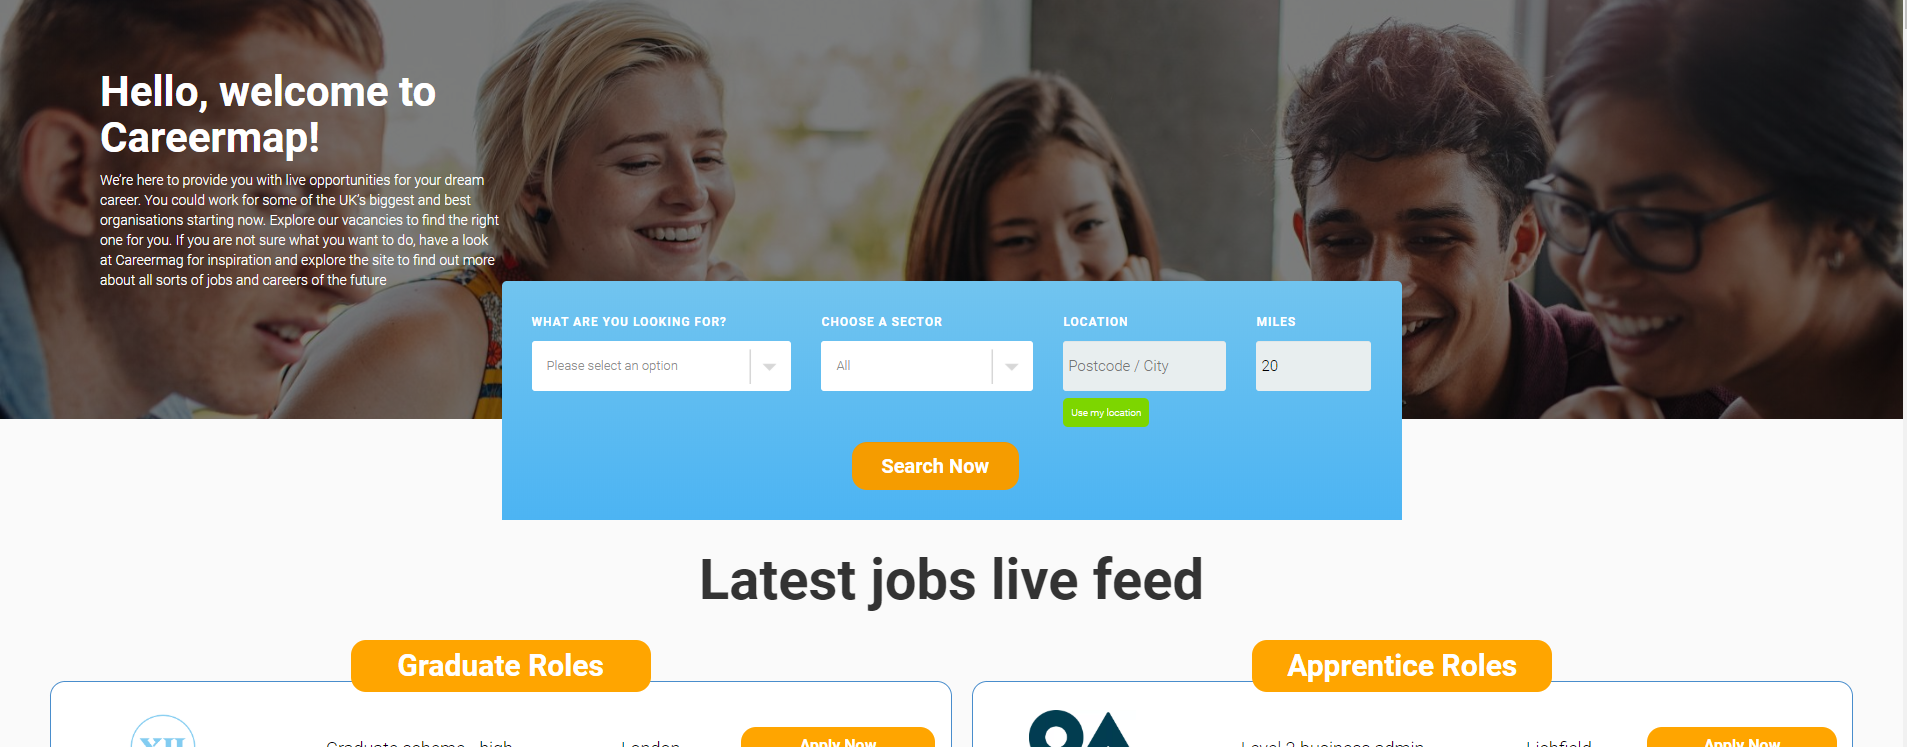 Hello, welcome to
Careermap!
We're here to provide you with live opportunities for your dream
career. You could work for some of the UK's biggest and best
organisations starting now. Explore our vacancies to find the right
one for you. If you are not sure what you want to do, have a look
at Careermag for inspiration and explore the site to find out more
about all sorts of jobs and careers of the future
WHAT ARE YOU LOOKING FOR?
CHOOSE A SECTOR
LOCATION
MILES
Please select an option
All
Postcode / City
20
Use my location
Search Now
Latest jobs live feed
Graduate Roles
Apprentice Roles
XII
Graduate scheme - high
London
Apply Now
Level 3 business admin
Lichfield
Apply Now